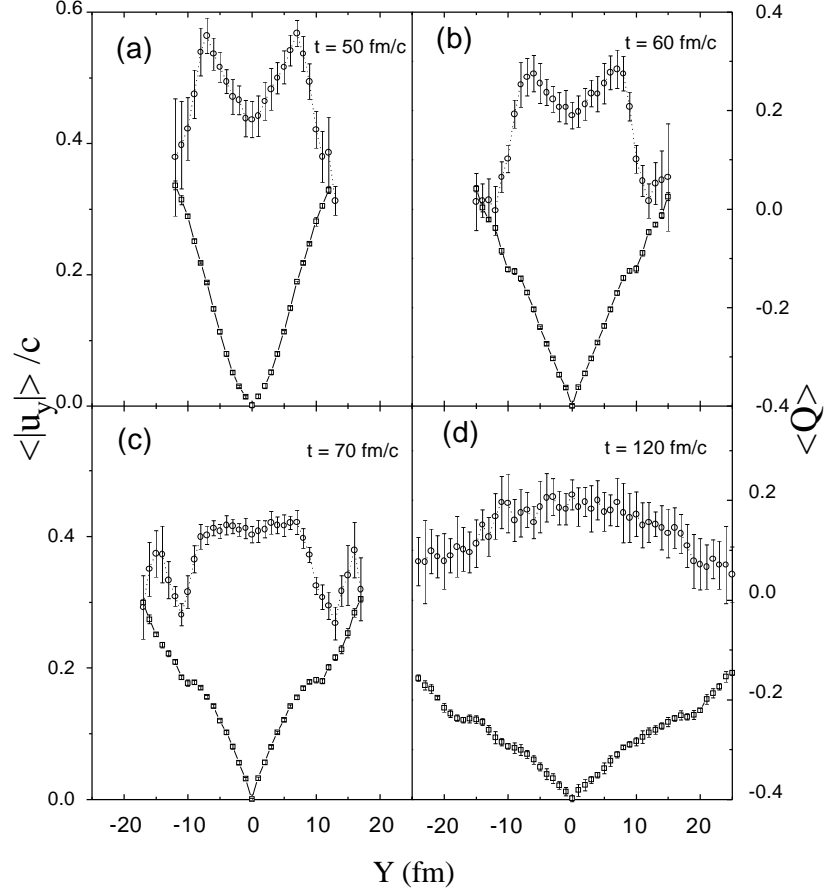 0.6
0.4
0.2
0.0
<|u_y|>/c
(a)
t = 50 fm/c
(b)
t = 60 fm/c
0.4
0.2
0.0
-0.2
-0.4
<Q>
(c)
t = 70 fm/c
0.4
0.2
0.0
(d)
t = 120 fm/c
0.2
0.0
-0.2
-0.4
-20 -10 0 10 20
-20 -10 0 10 20
Y (fm)